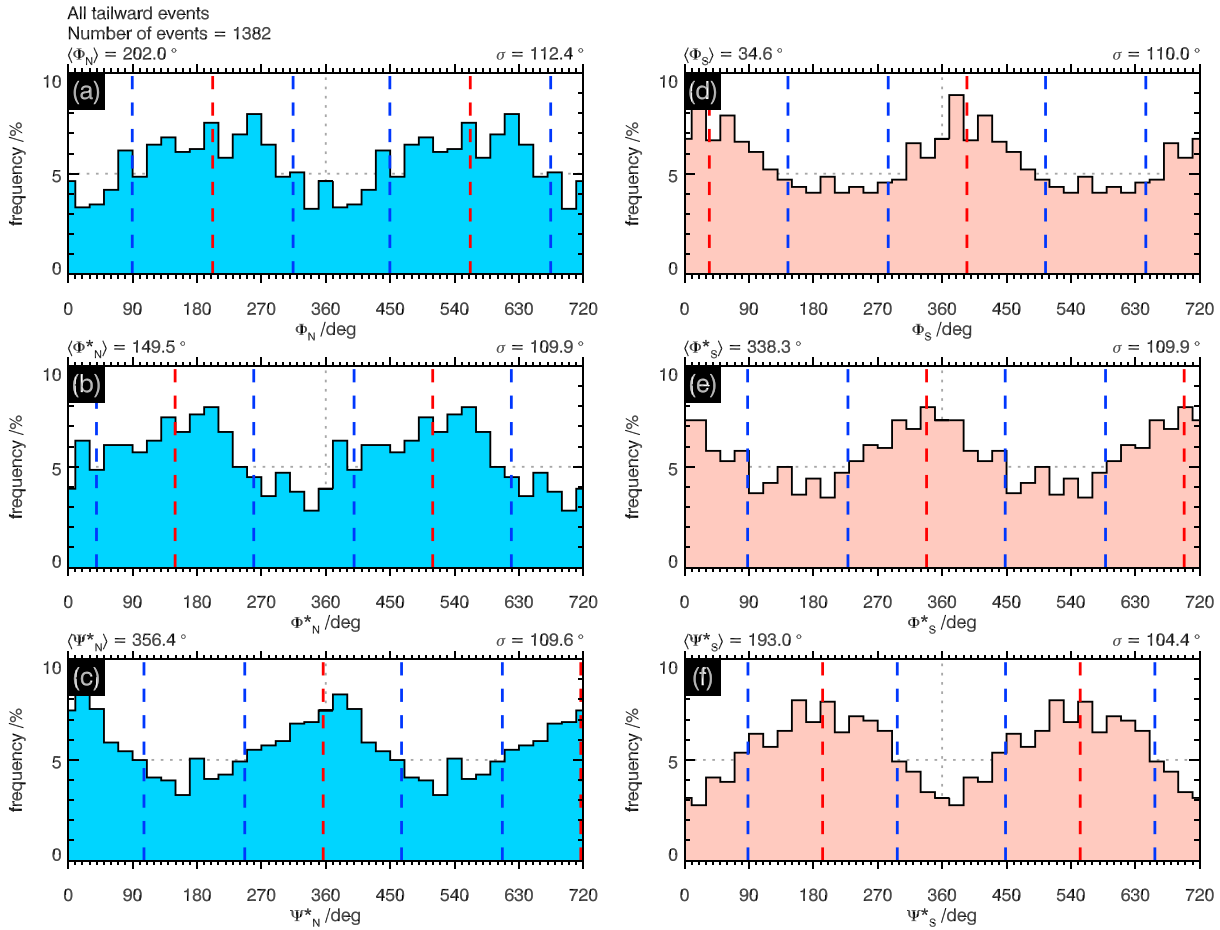 All tailward events
Number of events = 1382
⟨Φ_N⟩ = 202.0 °
σ = 112.4 °
(a)
frequency /%
10
5
0
0 90 180 270 360 450 540 630 720
Φ_N /deg
⟨Φ_S⟩ = 34.6 °
σ = 110.0 °
(d)
frequency /%
10
5
0
0 90 180 270 360 450 540 630 720
Φ_S /deg
⟨Φ*_N⟩ = 149.5 °
σ = 109.9 °
(b)
frequency /%
10
5
0
0 90 180 270 360 450 540 630 720
Φ*_N /deg
⟨Φ*_S⟩ = 338.3 °
σ = 109.9 °
(e)
frequency /%
10
5
0
0 90 180 270 360 450 540 630 720
Φ*_S /deg
⟨Ψ*_N⟩ = 356.4 °
σ = 109.6 °
(c)
frequency /%
10
5
0
0 90 180 270 360 450 540 630 720
Ψ*_N /deg
⟨Ψ*_S⟩ = 193.0 °
σ = 104.4 °
(f)
frequency /%
10
5
0
0 90 180 270 360 450 540 630 720
Ψ*_S /deg